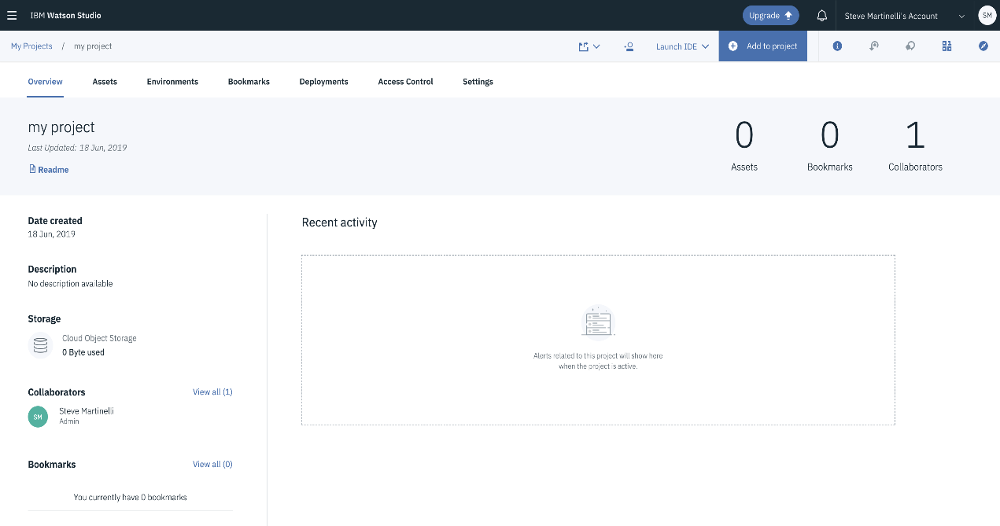 IBM Watson Studio
Upgrade
Steve Martinelli's Account
SM
My Projects / my project
Launch IDE
Add to project
Overview
Assets
Environments
Bookmarks
Deployments
Access Control
Settings
my project
Last Updated: 18 Jun, 2019
Readme
0
Assets
0
Bookmarks
1
Collaborators
Date created
18 Jun, 2019
Description
No description available
Storage
Cloud Object Storage
0 Byte used
Collaborators
View all (1)
SM
Steve Martinelli
Admin
Bookmarks
View all (0)
You currently have 0 bookmarks
Recent activity
Alerts related to this project will show here
when the project is active.